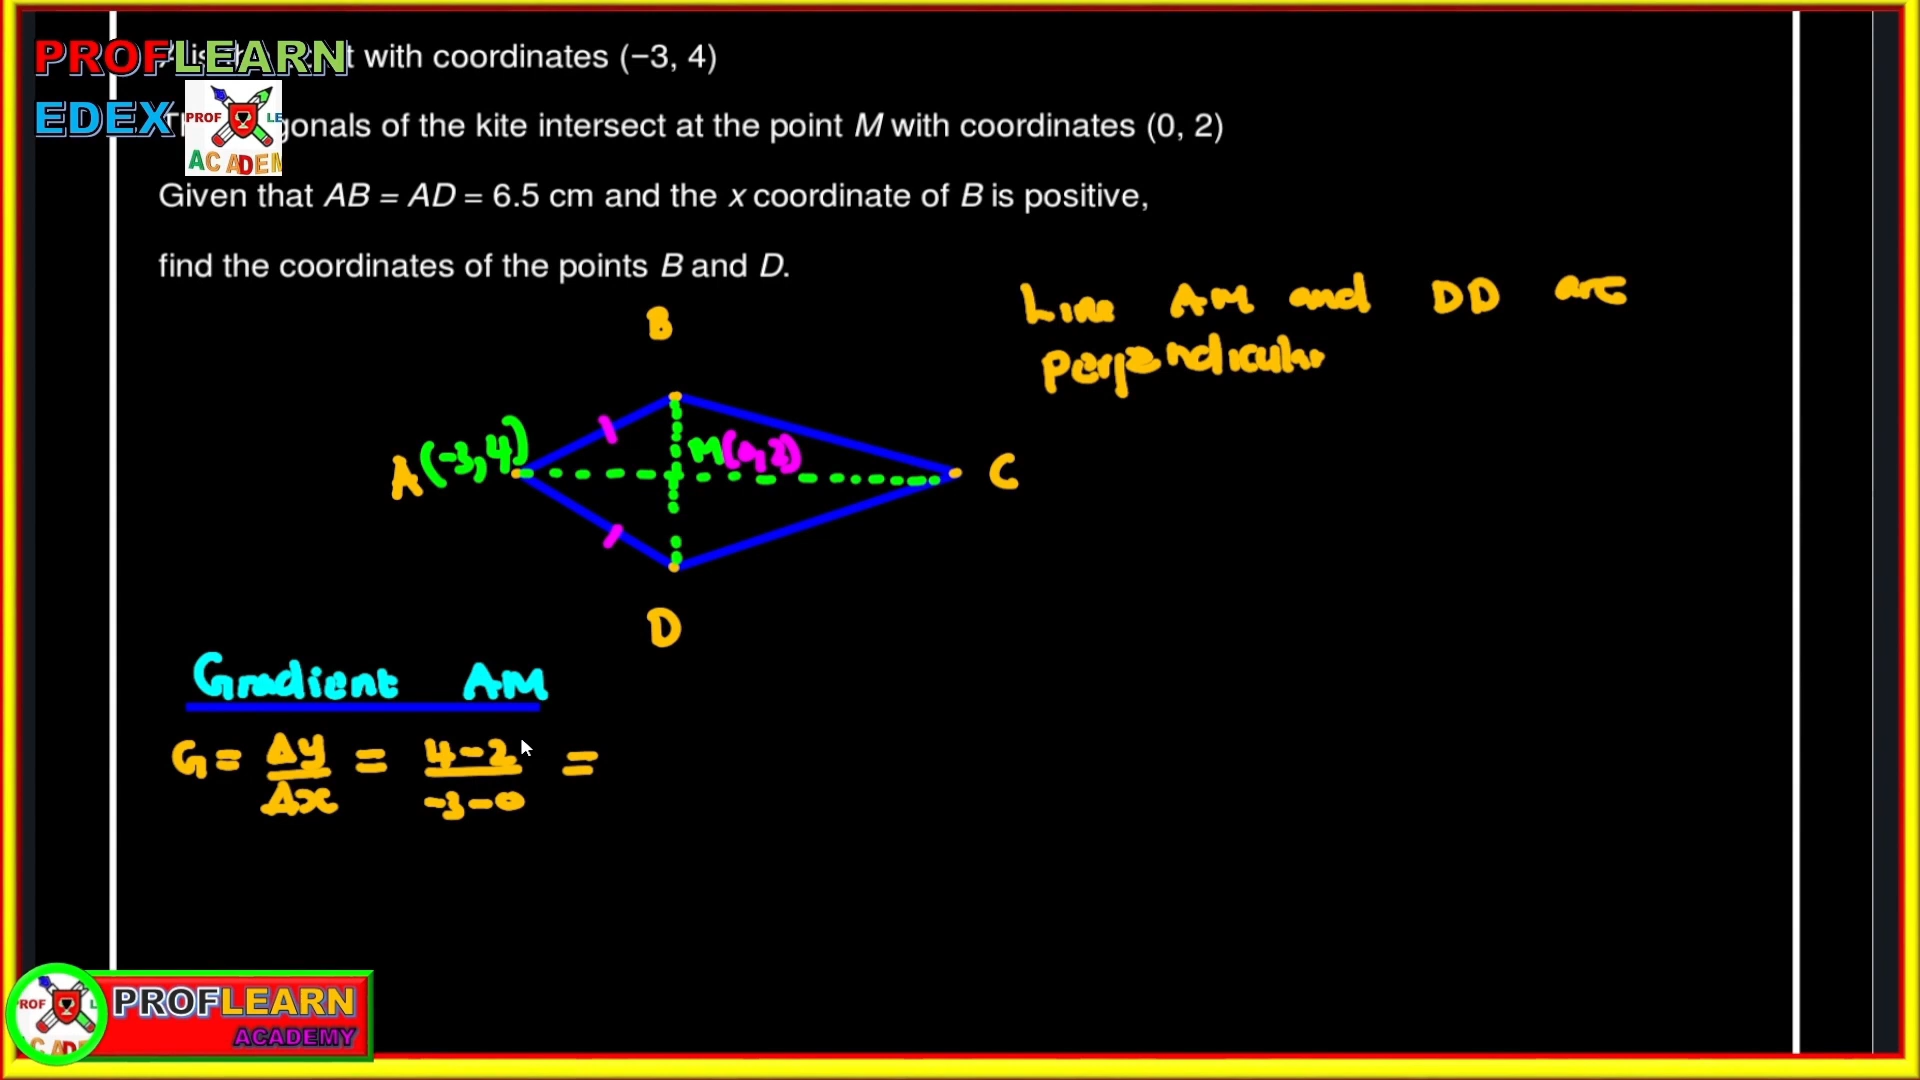 PROFLEARN
t with coordinates (−3, 4)
EDEX
PROF LE
ACADEM
gonals of the kite intersect at the point M with coordinates (0, 2)
Given that AB = AD = 6.5 cm and the x coordinate of B is positive,
find the coordinates of the points B and D.
Line AM and DD are
perpendicular
B
A(-3,4)
M(0,2)
C
D
Gradient AM
G = Δy/Δx = 4-2/-3-0 =
PROFLEARN
ACADEMY